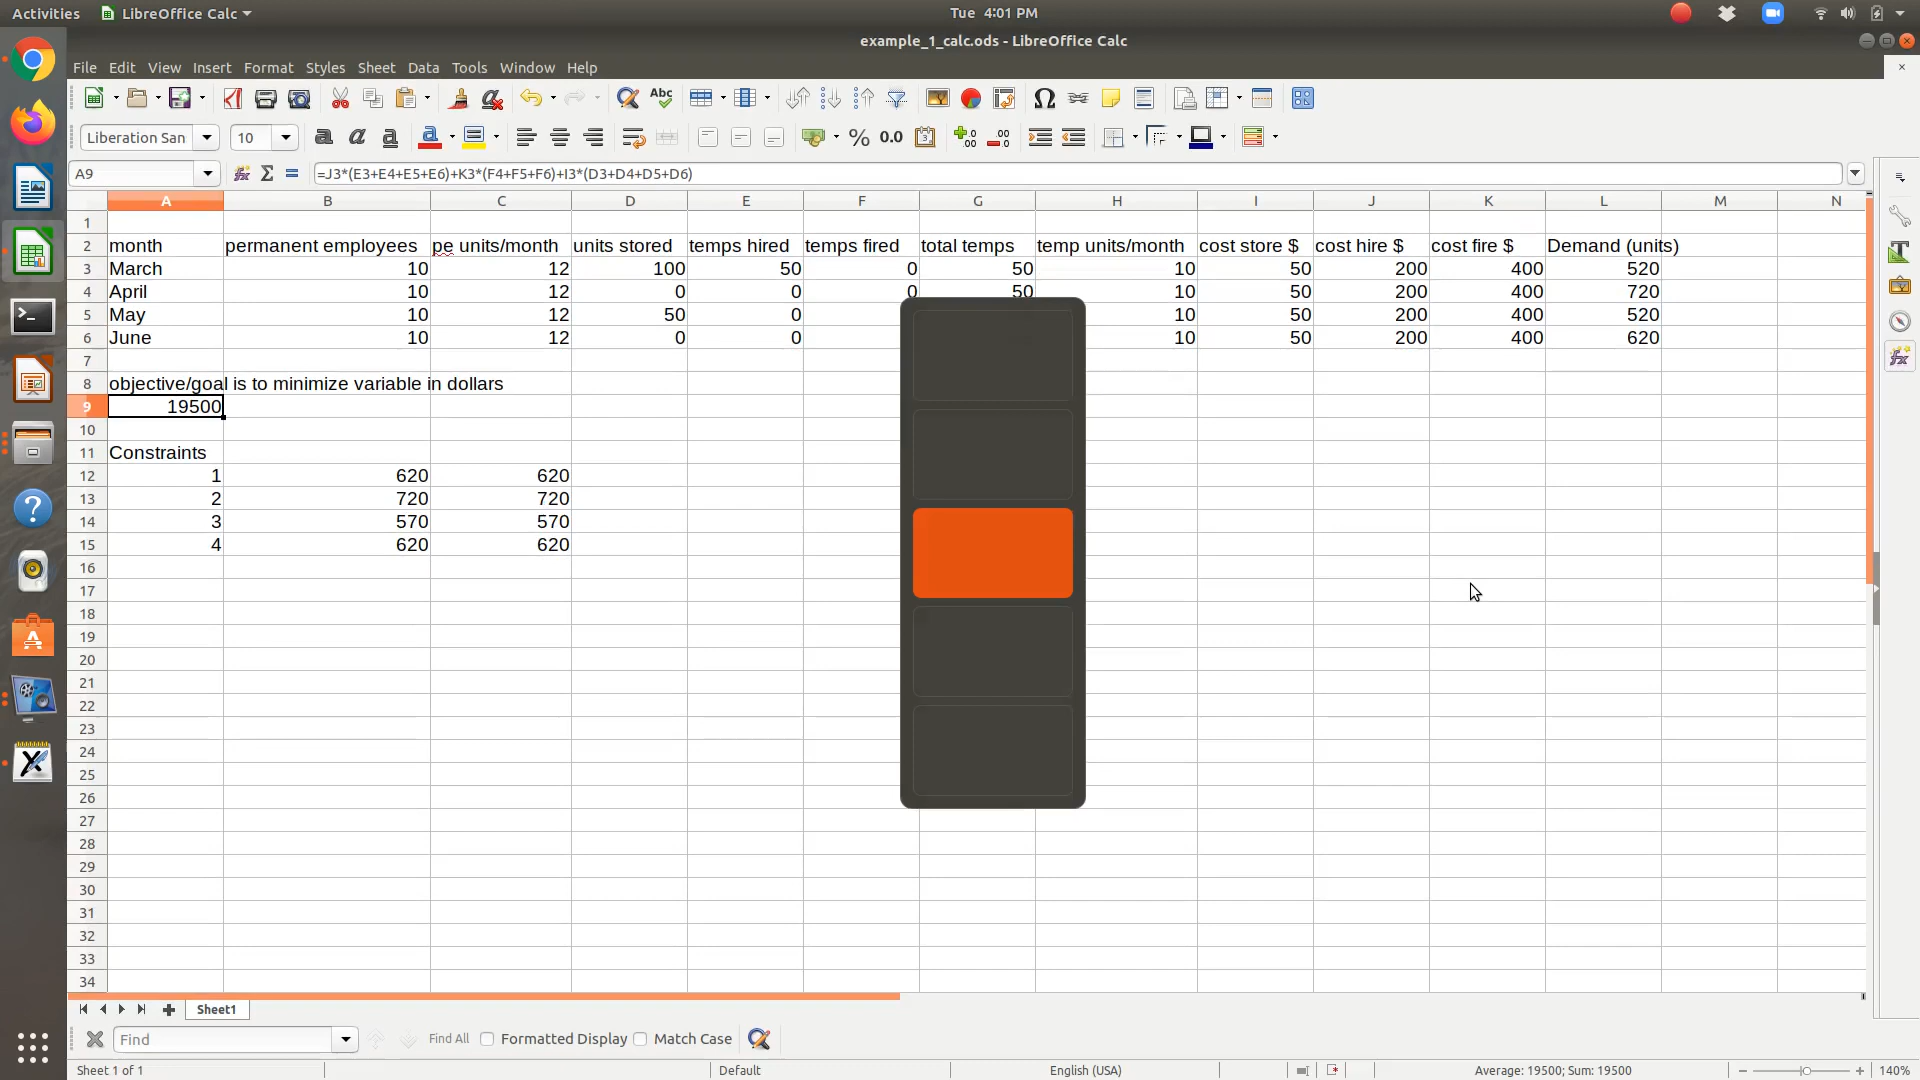 Activities LibreOffice Calc Tue 4:01 PM
example_1_calc.ods - LibreOffice Calc
File Edit View Insert Format Styles Sheet Data Tools Window Help
Liberation San 10
A9 =J3*(E3+E4+E5+E6)+K3*(F4+F5+F6)+I3*(D3+D4+D5+D6)
A B C D E F G H I J K L M N
1
2 month permanent employees pe units/month units stored temps hired temps fired total temps temp units/month cost store $ cost hire $ cost fire $ Demand (units)
3 March 10 12 100 50 0 50 10 50 200 400 520
4 April 10 12 0 0 0 50 10 50 200 400 720
5 May 10 12 50 0 10 50 200 400 520
6 June 10 12 0 0 10 50 200 400 620
7
8 objective/goal is to minimize variable in dollars
9 19500
10
11 Constraints
12 1 620 620
13 2 720 720
14 3 570 570
15 4 620 620
16
17
18
19
20
21
22
23
24
25
26
27
28
29
30
31
32
33
34
Sheet1
Find Find All Formatted Display Match Case
Sheet 1 of 1 Default English (USA) Average: 19500; Sum: 19500 140%